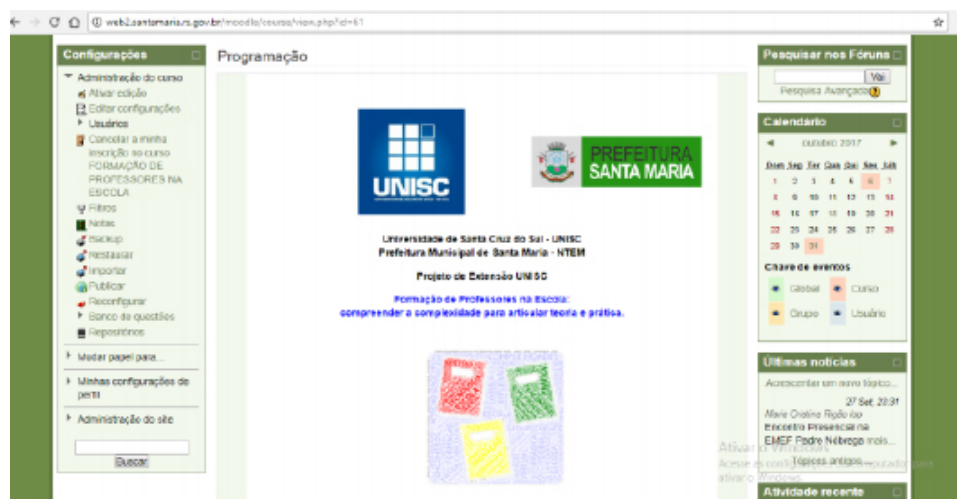 web2.santamaria.rs.gov.br/moodle/course/view.php?id=61
Configurações
Administração do curso
Ativar edição
Editar configurações
Usuários
Cancelar a minha
inscrição no curso
FORMAÇÃO DE
PROFESSORES NA
ESCOLA
Filtros
Notas
Backup
Restaurar
Importar
Publicar
Reconfigurar
Banco de questões
Repositórios
Mudar papel para...
Minhas configurações de
perfil
Administração do site
Buscar
Programação
UNISC
PREFEITURA
SANTA MARIA
Universidade de Santa Cruz do Sul - UNISC
Prefeitura Municipal de Santa Maria - NTEM
Projeto de Extensão UNISC
Formação de Professores na Escola:
compreender a complexidade para articular teoria e prática.
Pesquisar nos Fóruns
Vai
Pesquisa Avançada
Calendário
outubro 2017
Dom Seg Ter Qua Qui Sex Sáb
1 2 3 4 5 6 7
8 9 10 11 12 13 14
15 16 17 18 19 20 21
22 23 24 25 26 27 28
29 30 31
Chave de eventos
Global Curso
Grupo Usuário
Últimas notícias
Acrescentar um novo tópico...
27 Set, 20:31
Encontro Presencial na
EMEF Padre Nóbrega mais...
Tópicos antigos ...
Ativar o Windows
Acesse as configurações do computador para
ativar o Windows.
Atividade recente